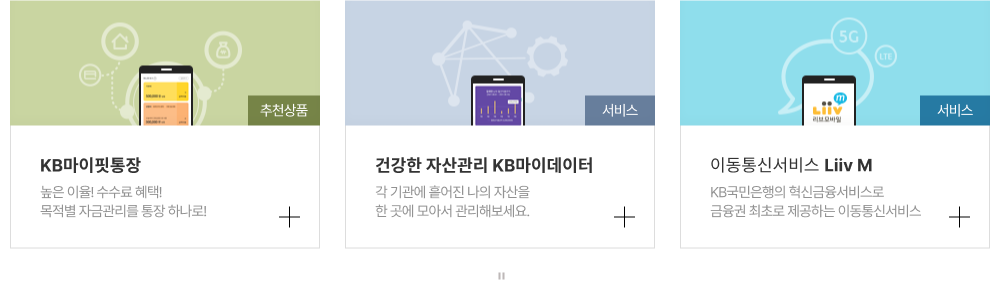 추천상품
KB마이핏통장
높은 이율! 수수료 혜택!
목적별 자금관리를 통장 하나로!
서비스
건강한 자산관리 KB마이데이터
각 기관에 흩어진 나의 자산을
한 곳에 모아서 관리해보세요.
5G
LTE
m
Liiv
리브모바일
서비스
이동통신서비스 Liiv M
KB국민은행의 혁신금융서비스로
금융권 최초로 제공하는 이동통신서비스